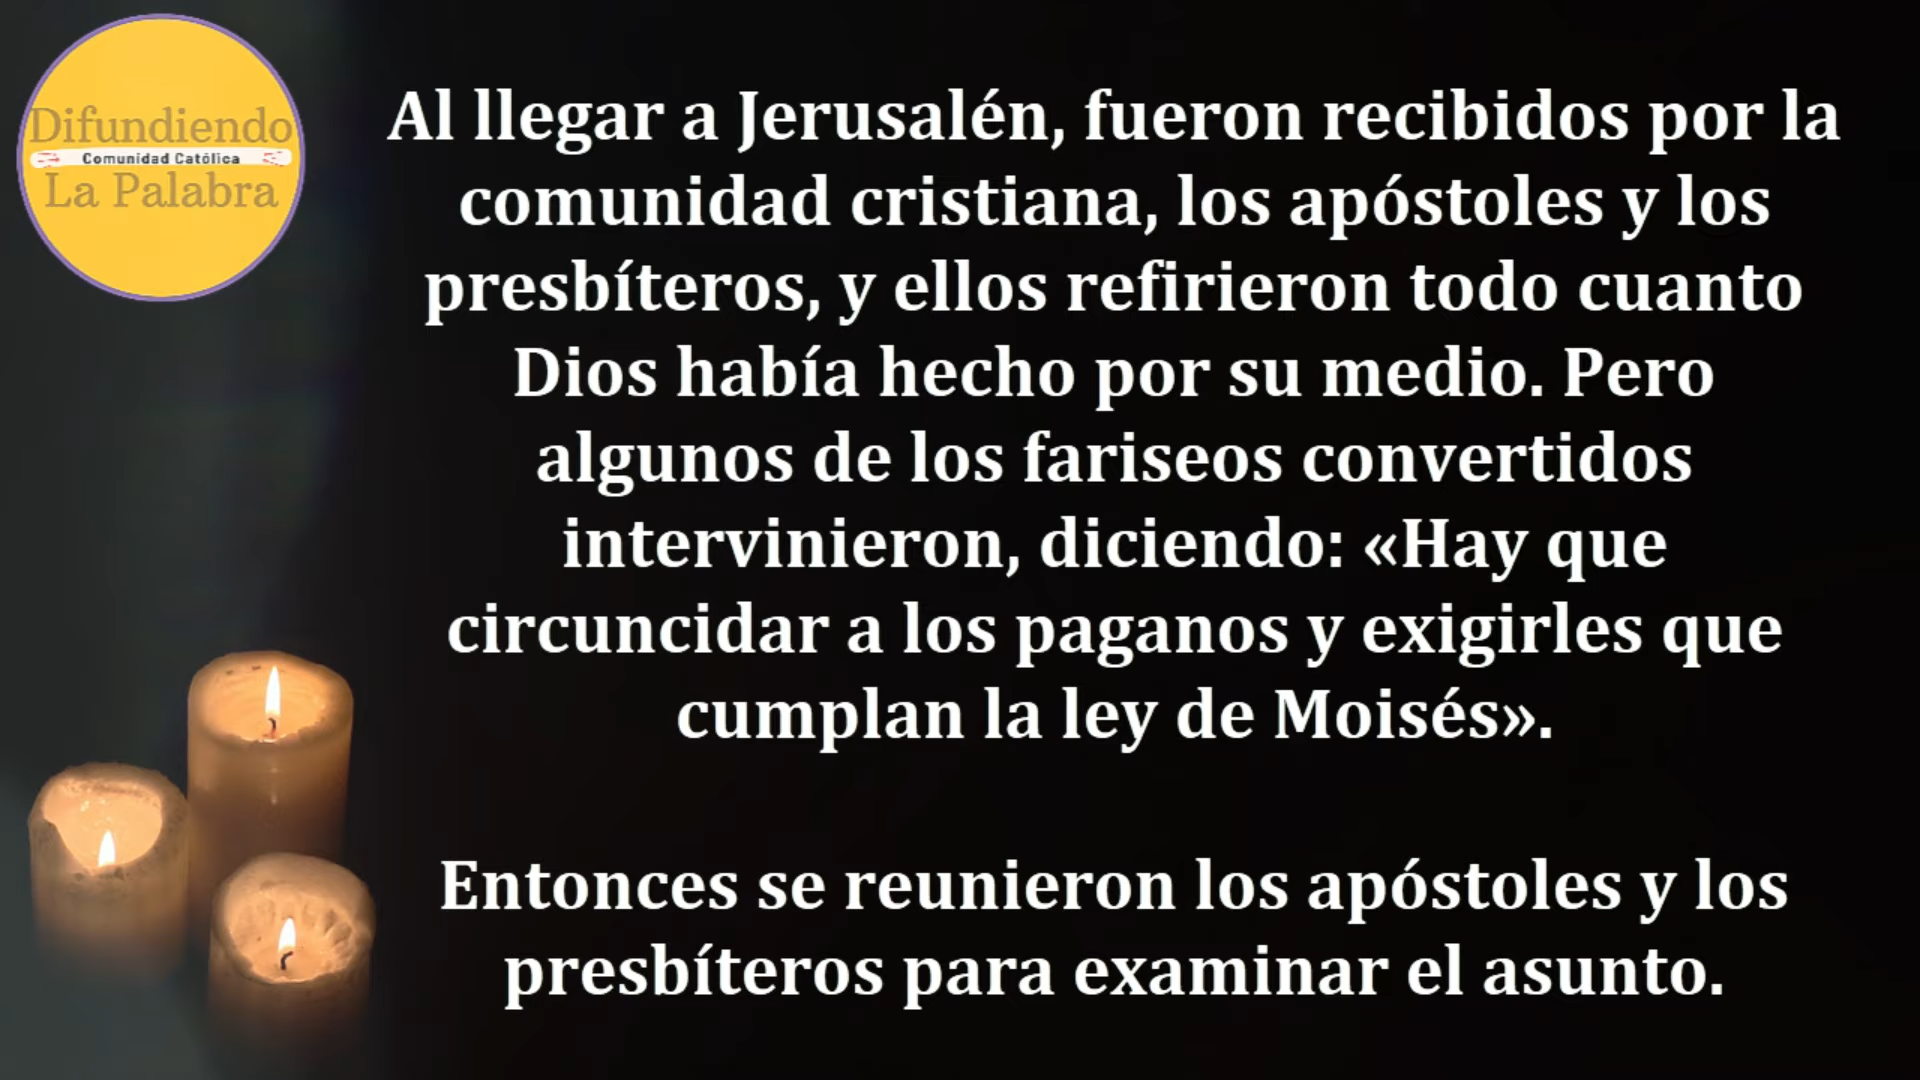 Difundiendo
Comunidad Católica
La Palabra
Al llegar a Jerusalén, fueron recibidos por la
comunidad cristiana, los apóstoles y los
presbíteros, y ellos refirieron todo cuanto
Dios había hecho por su medio. Pero
algunos de los fariseos convertidos
intervinieron, diciendo: «Hay que
circuncidar a los paganos y exigirles que
cumplan la ley de Moisés».
Entonces se reunieron los apóstoles y los
presbíteros para examinar el asunto.